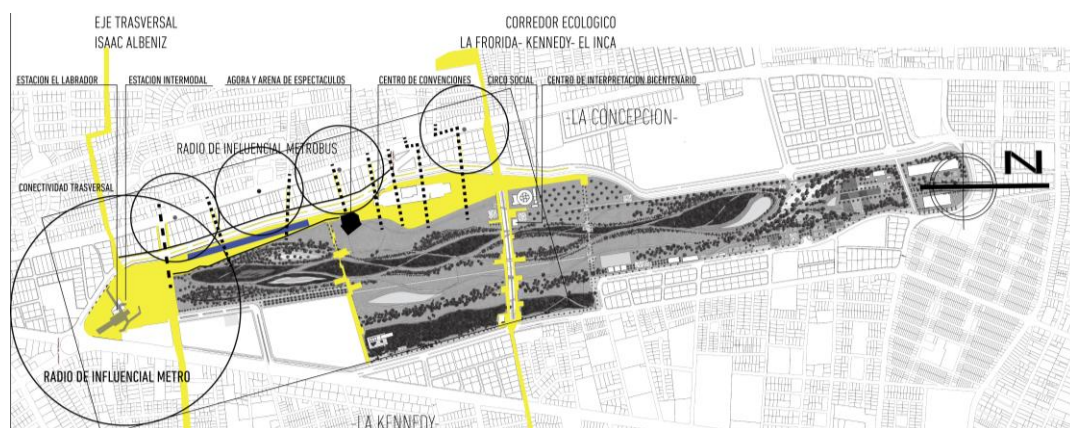 EJE TRASVERSAL
ISAAC ALBENIZ
CORREDOR ECOLOGICO
LA FRORIDA- KENNEDY- EL INCA
ESTACION EL LABRADOR
ESTACION INTERMODAL
AGORA Y ARENA DE ESPECTACULOS
CENTRO DE CONVENCIONES
CIRCO SOCIAL
CENTRO DE INTERPRETACION BICENTENARIO
-LA CONCEPCION-
RADIO DE INFLUENCIAL METROBUS
N
CONECTIVIDAD TRASVERSAL
RADIO DE INFLUENCIAL METRO
-LA KENNEDY-